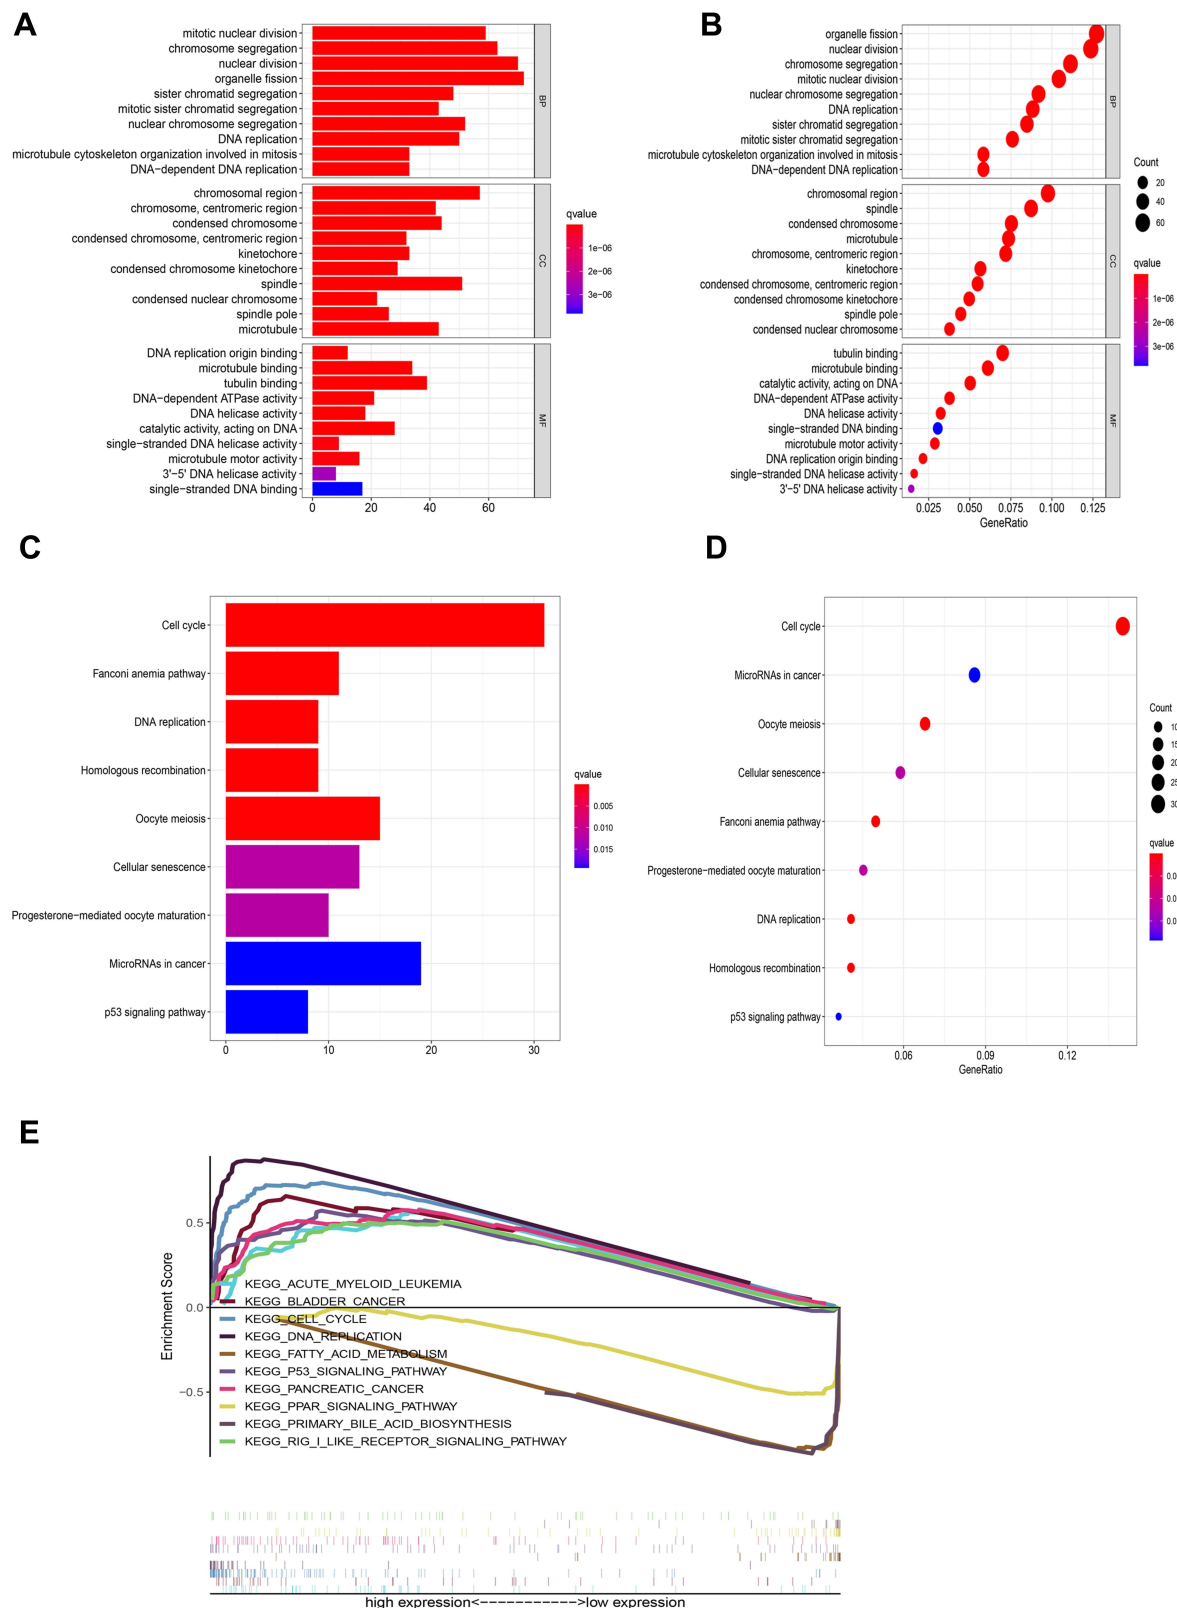 A
mitotic nuclear division
chromosome segregation
nuclear division
organelle fission
sister chromatid segregation
mitotic sister chromatid segregation
nuclear chromosome segregation
DNA replication
microtubule cytoskeleton organization involved in mitosis
DNA−dependent DNA replication
BP
chromosomal region
chromosome, centromeric region
condensed chromosome
condensed chromosome, centromeric region
kinetochore
condensed chromosome kinetochore
spindle
condensed nuclear chromosome
spindle pole
microtubule
CC
DNA replication origin binding
microtubule binding
tubulin binding
DNA−dependent ATPase activity
DNA helicase activity
catalytic activity, acting on DNA
single−stranded DNA helicase activity
microtubule motor activity
3'−5' DNA helicase activity
single−stranded DNA binding
MF
0 20 40 60
qvalue
1e−06
2e−06
3e−06
B
organelle fission
nuclear division
chromosome segregation
mitotic nuclear division
nuclear chromosome segregation
DNA replication
sister chromatid segregation
mitotic sister chromatid segregation
microtubule cytoskeleton organization involved in mitosis
DNA−dependent DNA replication
BP
chromosomal region
spindle
condensed chromosome
microtubule
chromosome, centromeric region
kinetochore
condensed chromosome, centromeric region
condensed chromosome kinetochore
spindle pole
condensed nuclear chromosome
CC
tubulin binding
microtubule binding
catalytic activity, acting on DNA
DNA−dependent ATPase activity
DNA helicase activity
single−stranded DNA binding
microtubule motor activity
DNA replication origin binding
single−stranded DNA helicase activity
3'−5' DNA helicase activity
MF
0.025 0.050 0.075 0.100 0.125
GeneRatio
Count
20
40
60
qvalue
1e−06
2e−06
3e−06
C
Cell cycle
Fanconi anemia pathway
DNA replication
Homologous recombination
Oocyte meiosis
Cellular senescence
Progesterone−mediated oocyte maturation
MicroRNAs in cancer
p53 signaling pathway
0 10 20 30
qvalue
0.005
0.010
0.015
D
Cell cycle
MicroRNAs in cancer
Oocyte meiosis
Cellular senescence
Fanconi anemia pathway
Progesterone−mediated oocyte maturation
DNA replication
Homologous recombination
p53 signaling pathway
0.06 0.09 0.12
GeneRatio
Count
10
15
20
25
30
qvalue
0.0
0.0
0.0
E
Enrichment Score
0.5
0.0
−0.5
KEGG_ACUTE_MYELOID_LEUKEMIA
KEGG_BLADDER_CANCER
KEGG_CELL_CYCLE
KEGG_DNA_REPLICATION
KEGG_FATTY_ACID_METABOLISM
KEGG_P53_SIGNALING_PATHWAY
KEGG_PANCREATIC_CANCER
KEGG_PPAR_SIGNALING_PATHWAY
KEGG_PRIMARY_BILE_ACID_BIOSYNTHESIS
KEGG_RIG_I_LIKE_RECEPTOR_SIGNALING_PATHWAY
high expression<−−−−−−−−−−−>low expression